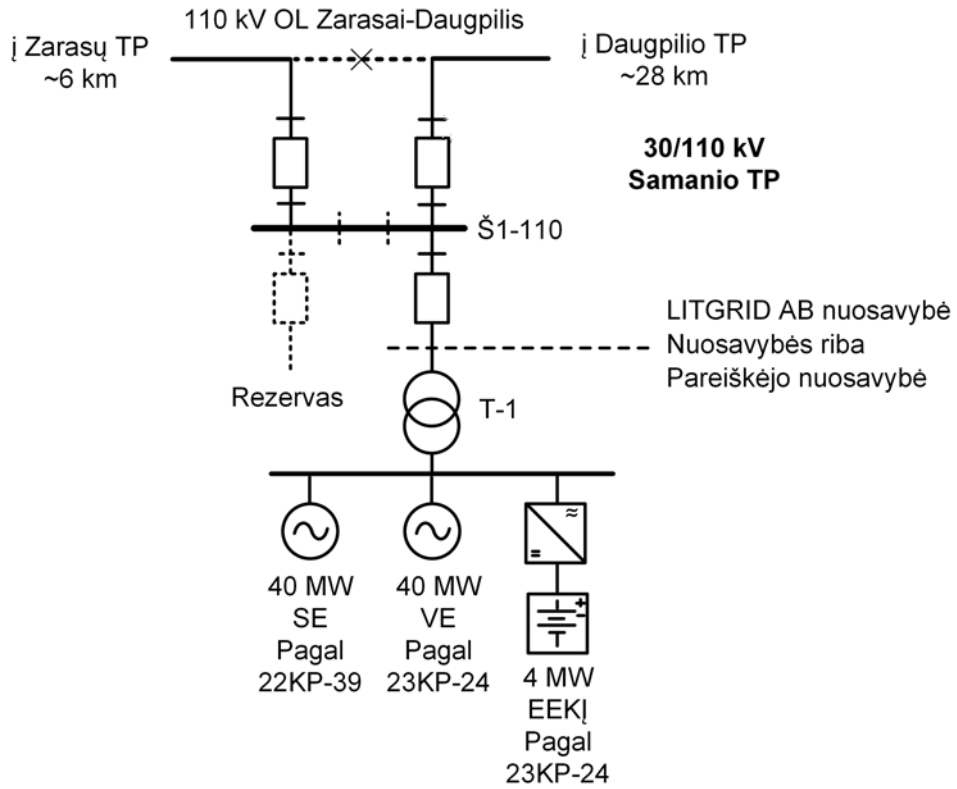 110 kV OL Zarasai-Daugpilis
į Zarasų TP
~6 km
į Daugpilio TP
~28 km
30/110 kV
Samanio TP
Š1-110
LITGRID AB nuosavybė
Nuosavybės riba
Pareiškėjo nuosavybė
Rezervas
T-1
40 MW
SE
Pagal
22KP-39
40 MW
VE
Pagal
23KP-24
4 MW
EEKĮ
Pagal
23KP-24